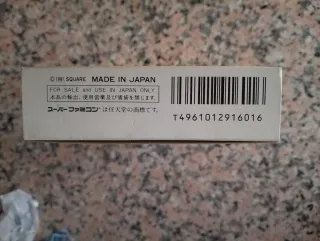 © 1991 SQUARE MADE IN JAPAN
FOR SALE and USE IN JAPAN ONLY
本品の輸出、使用営業及び賃貸を禁じます。
スーパーファミコンは任天堂の商標です。
T4961012916016